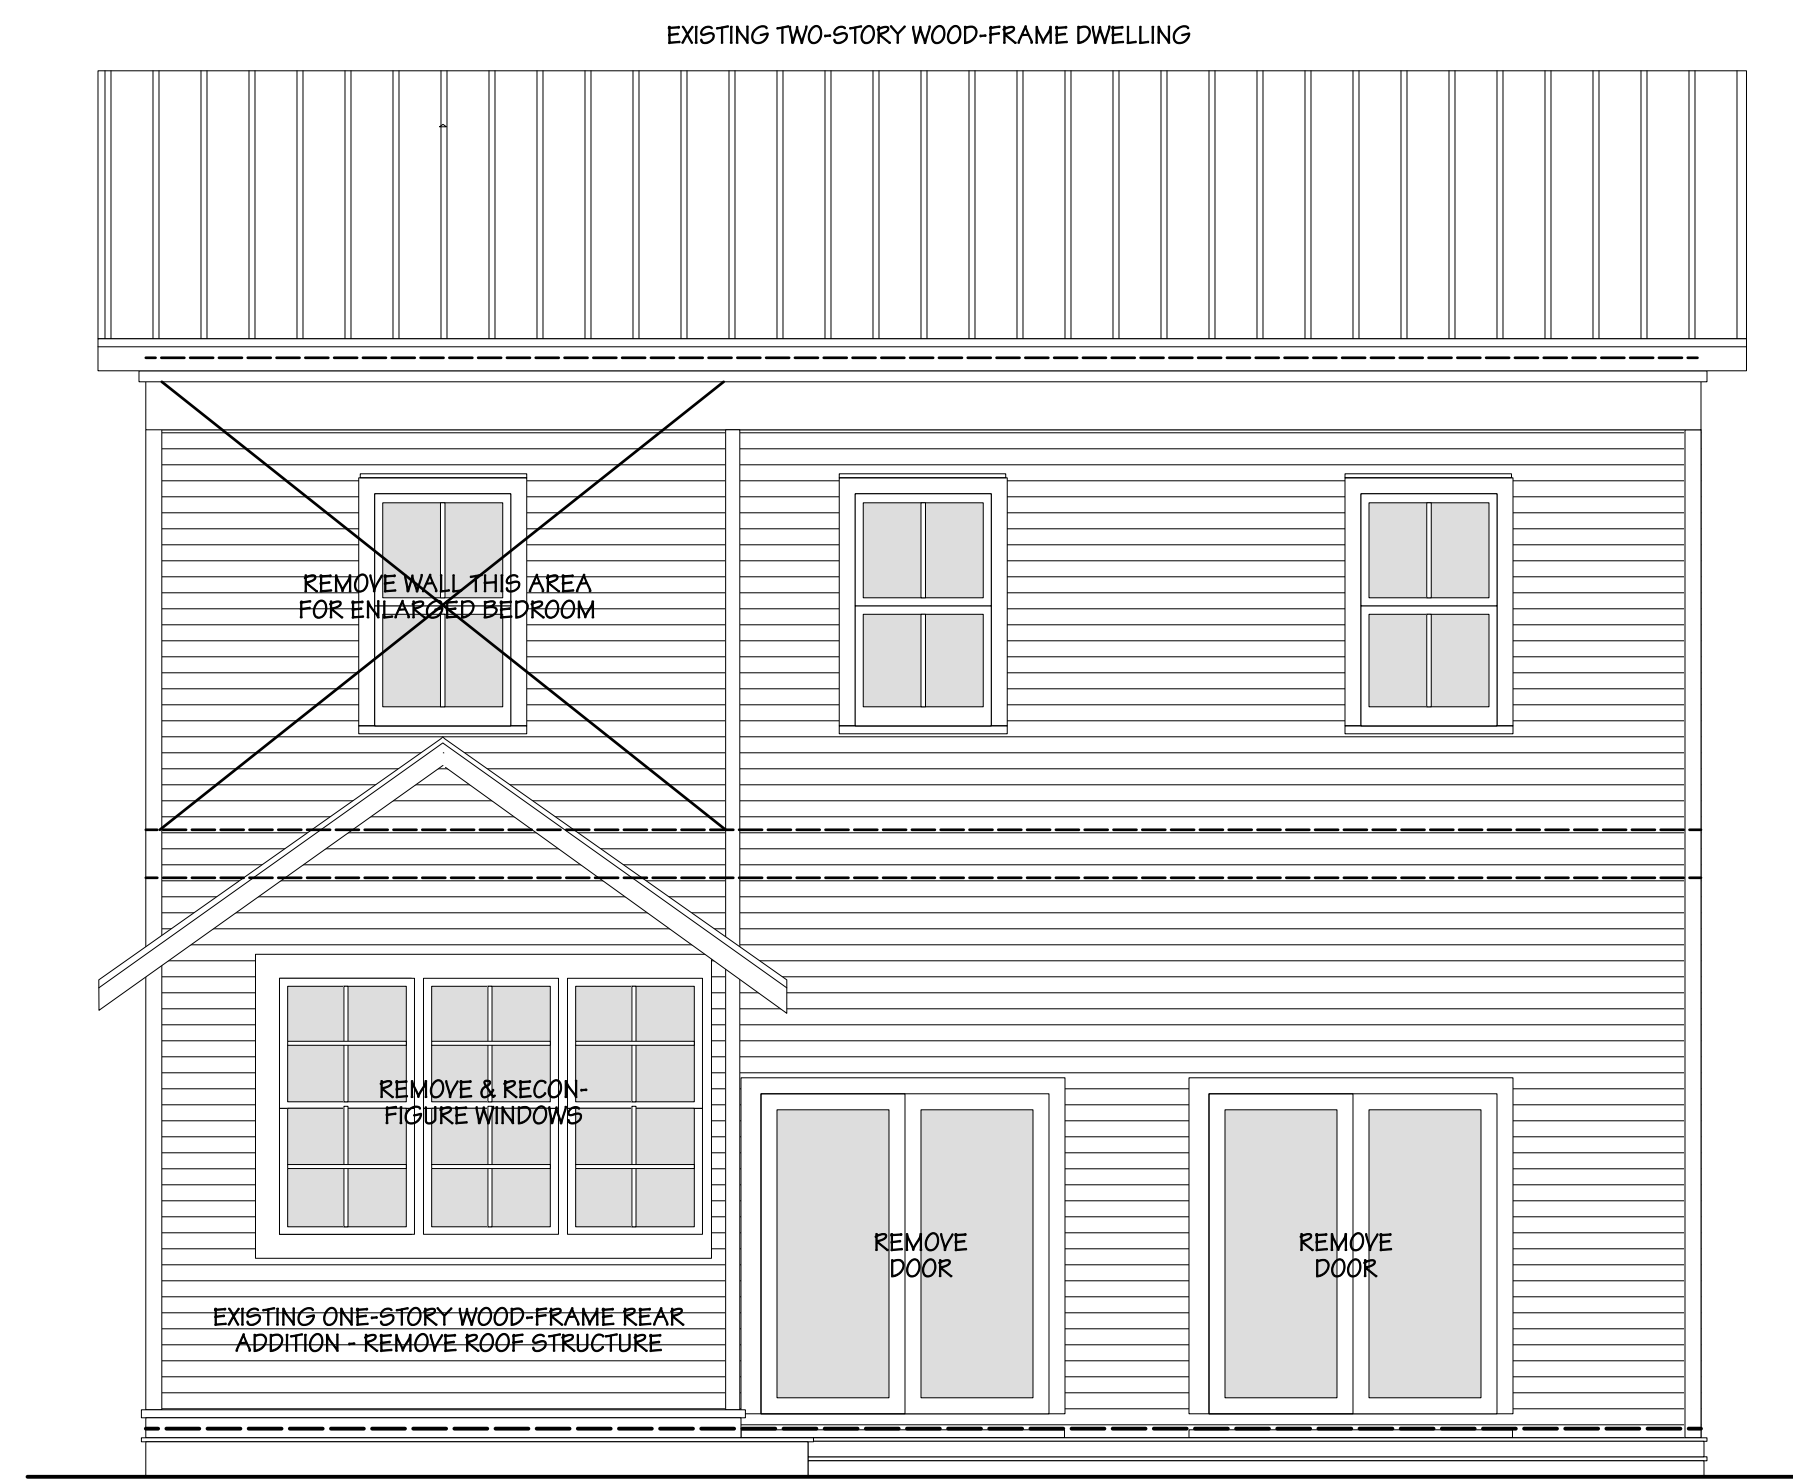 EXISTING TWO-STORY WOOD-FRAME DWELLING
REMOVE WALL THIS AREA
FOR ENLARGED BEDROOM
REMOVE & RECON-
FIGURE WINDOWS
REMOVE
DOOR
REMOVE
DOOR
EXISTING ONE-STORY WOOD-FRAME REAR
ADDITION - REMOVE ROOF STRUCTURE